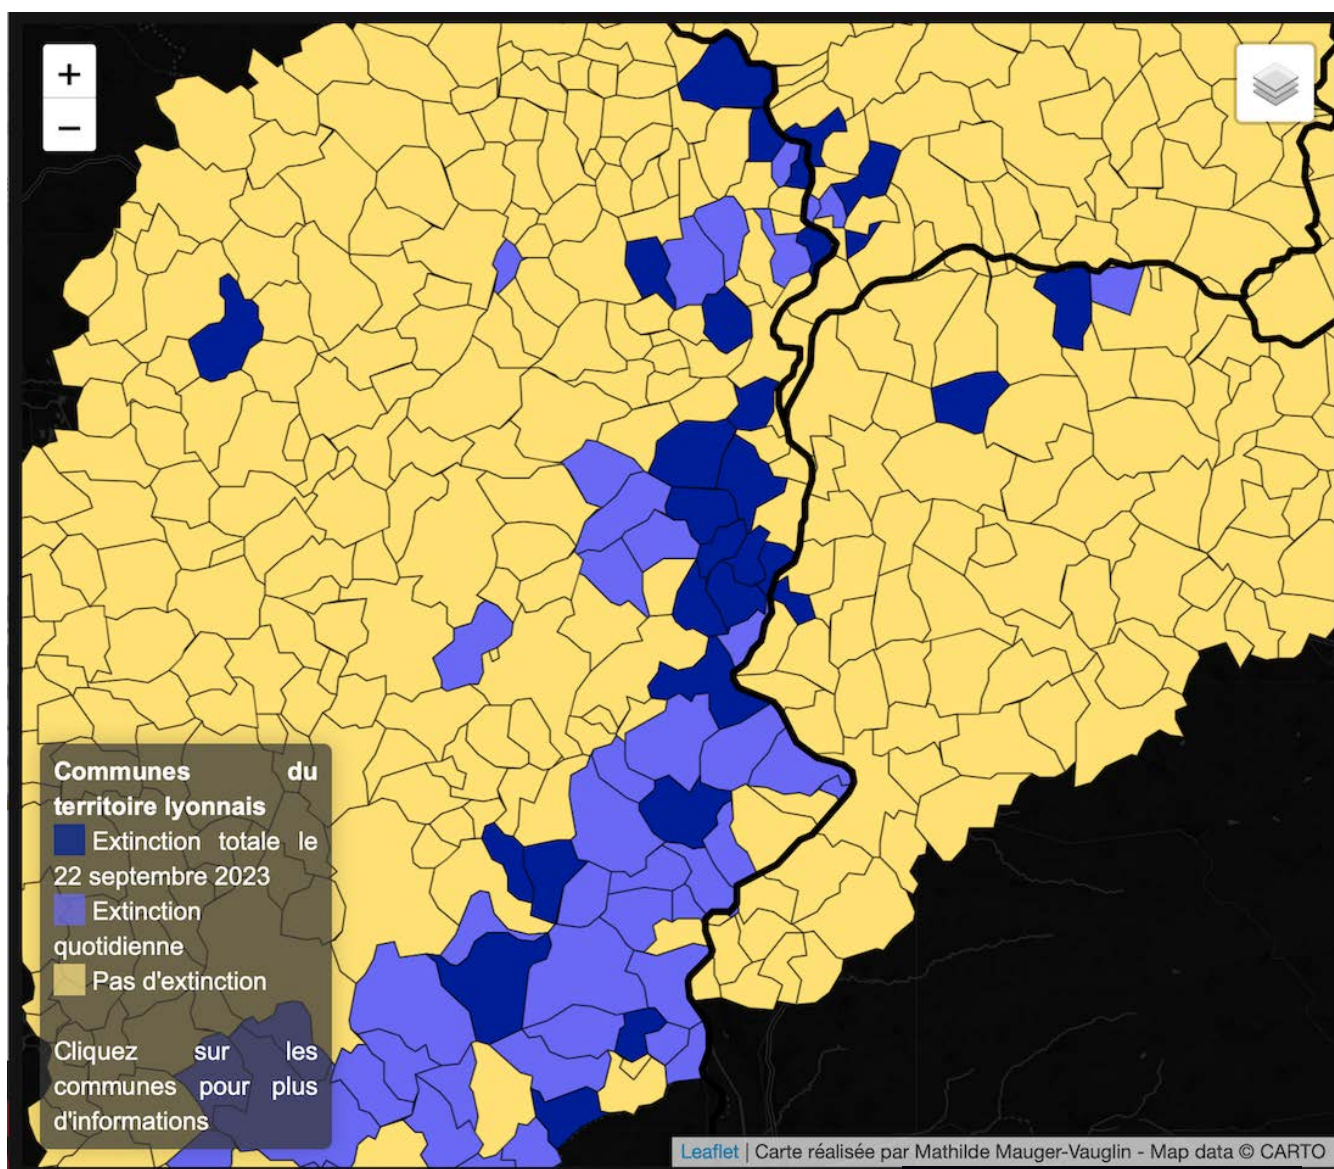 +
−
Communes du
territoire lyonnais
Extinction totale le
22 septembre 2023
Extinction
quotidienne
Pas d'extinction
Cliquez sur les
communes pour plus
d'informations
Leaflet | Carte réalisée par Mathilde Mauger-Vauglin - Map data © CARTO